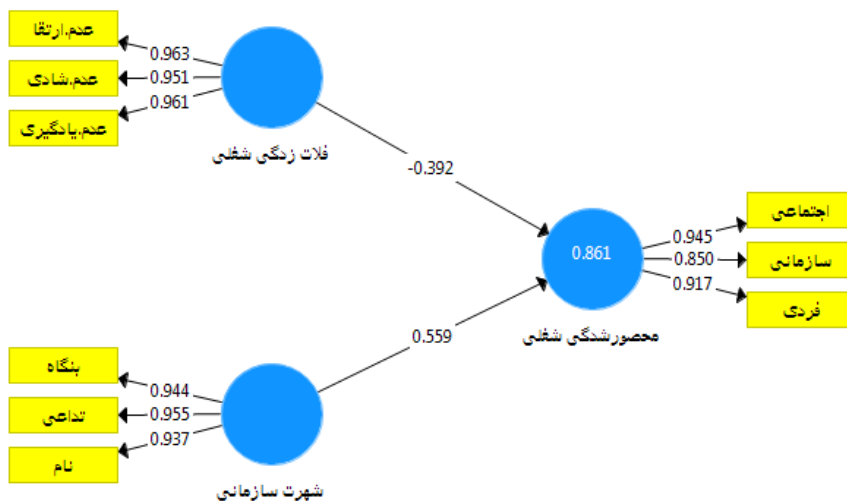 عدم.ارتقا
0.963
عدم.شادی
0.951
عدم.یادگیری
0.961
فلات زدگی شغلی
-0.392
اجتماعی
0.945
سازمانی
0.850
فردی
0.917
0.861
محصورشدگی شغلی
0.559
بنگاه
0.944
تداعی
0.955
نام
0.937
شهرت سازمانی